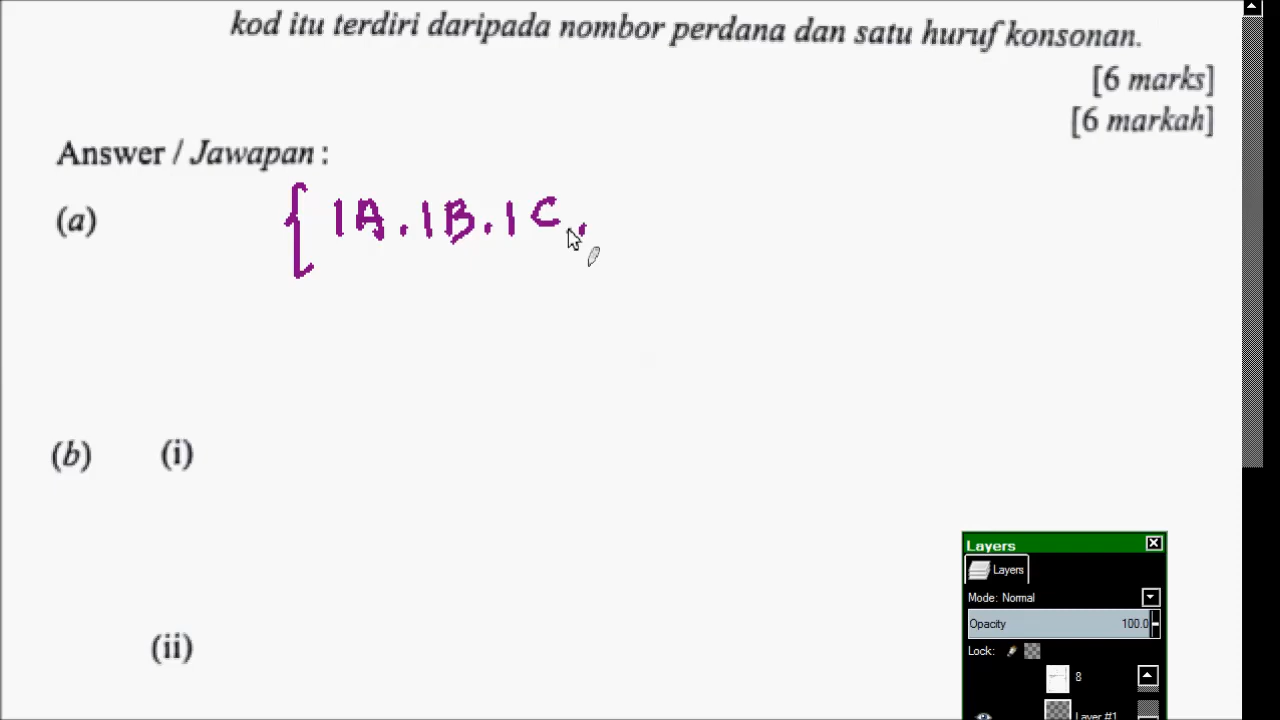 kod itu terdiri daripada nombor perdana dan satu huruf konsonan.
[6 marks]
[6 markah]
Answer / Jawapan :
(a) { 1A . 1B . 1C .
(b) (i)
(ii)
Layers
Layers
Mode: Normal
Opacity 100.0
Lock:
8
Layer #1